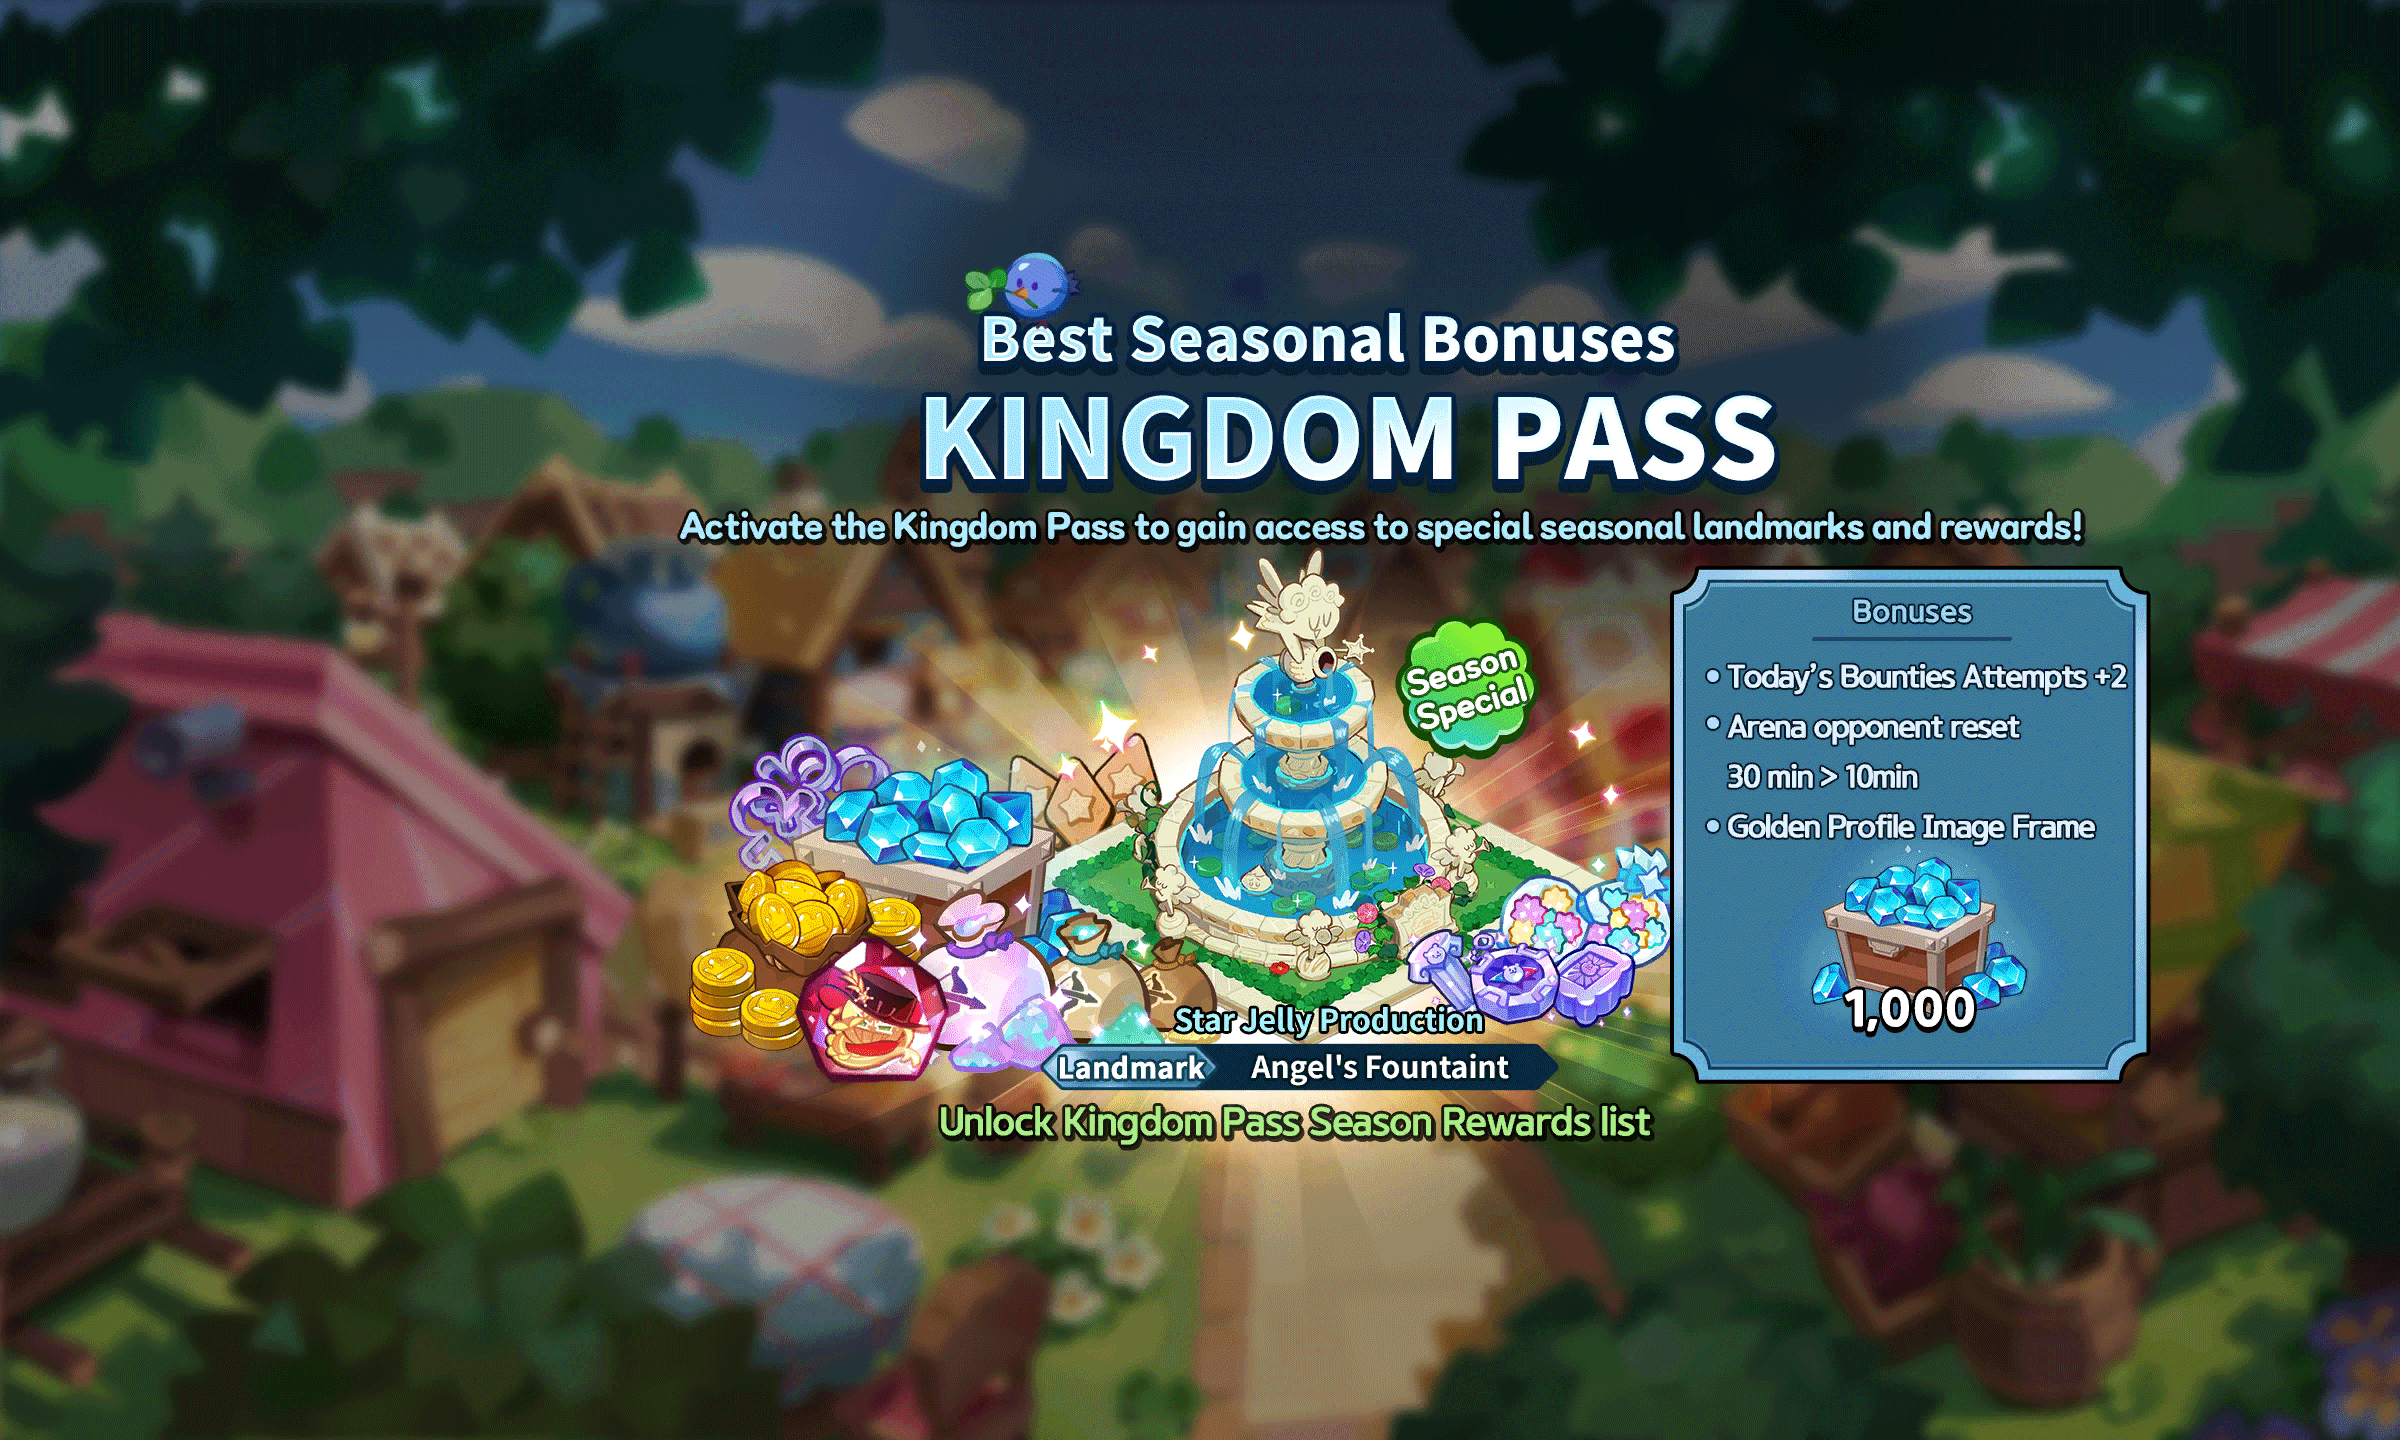 Best Seasonal Bonuses
KINGDOM PASS
Activate the Kingdom Pass to gain access to special seasonal landmarks and rewards!
Season
Special
Star Jelly Production
Landmark
Angel's Fountaint
Unlock Kingdom Pass Season Rewards list
Bonuses
• Today's Bounties Attempts +2
• Arena opponent reset
30 min > 10min
• Golden Profile Image Frame
1,000